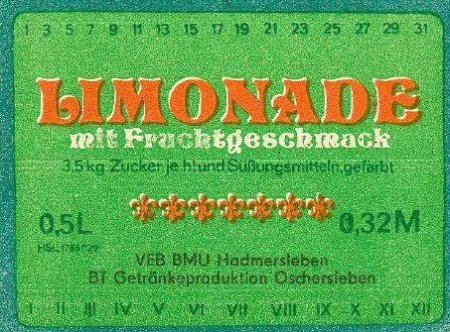 1 3 5 7 9 11 13 15 17 19 21 23 25 27 29 31
LIMONADE
mit Fruchtgeschmack
3,5 kg Zucker je hl und Süßungsmitteln, gefärbt
0,5L
0,32M
VEB BMU Hadmersleben
BT Getränkeproduktion Oschersleben
I II III IV V VI VII VIII IX X XI XII